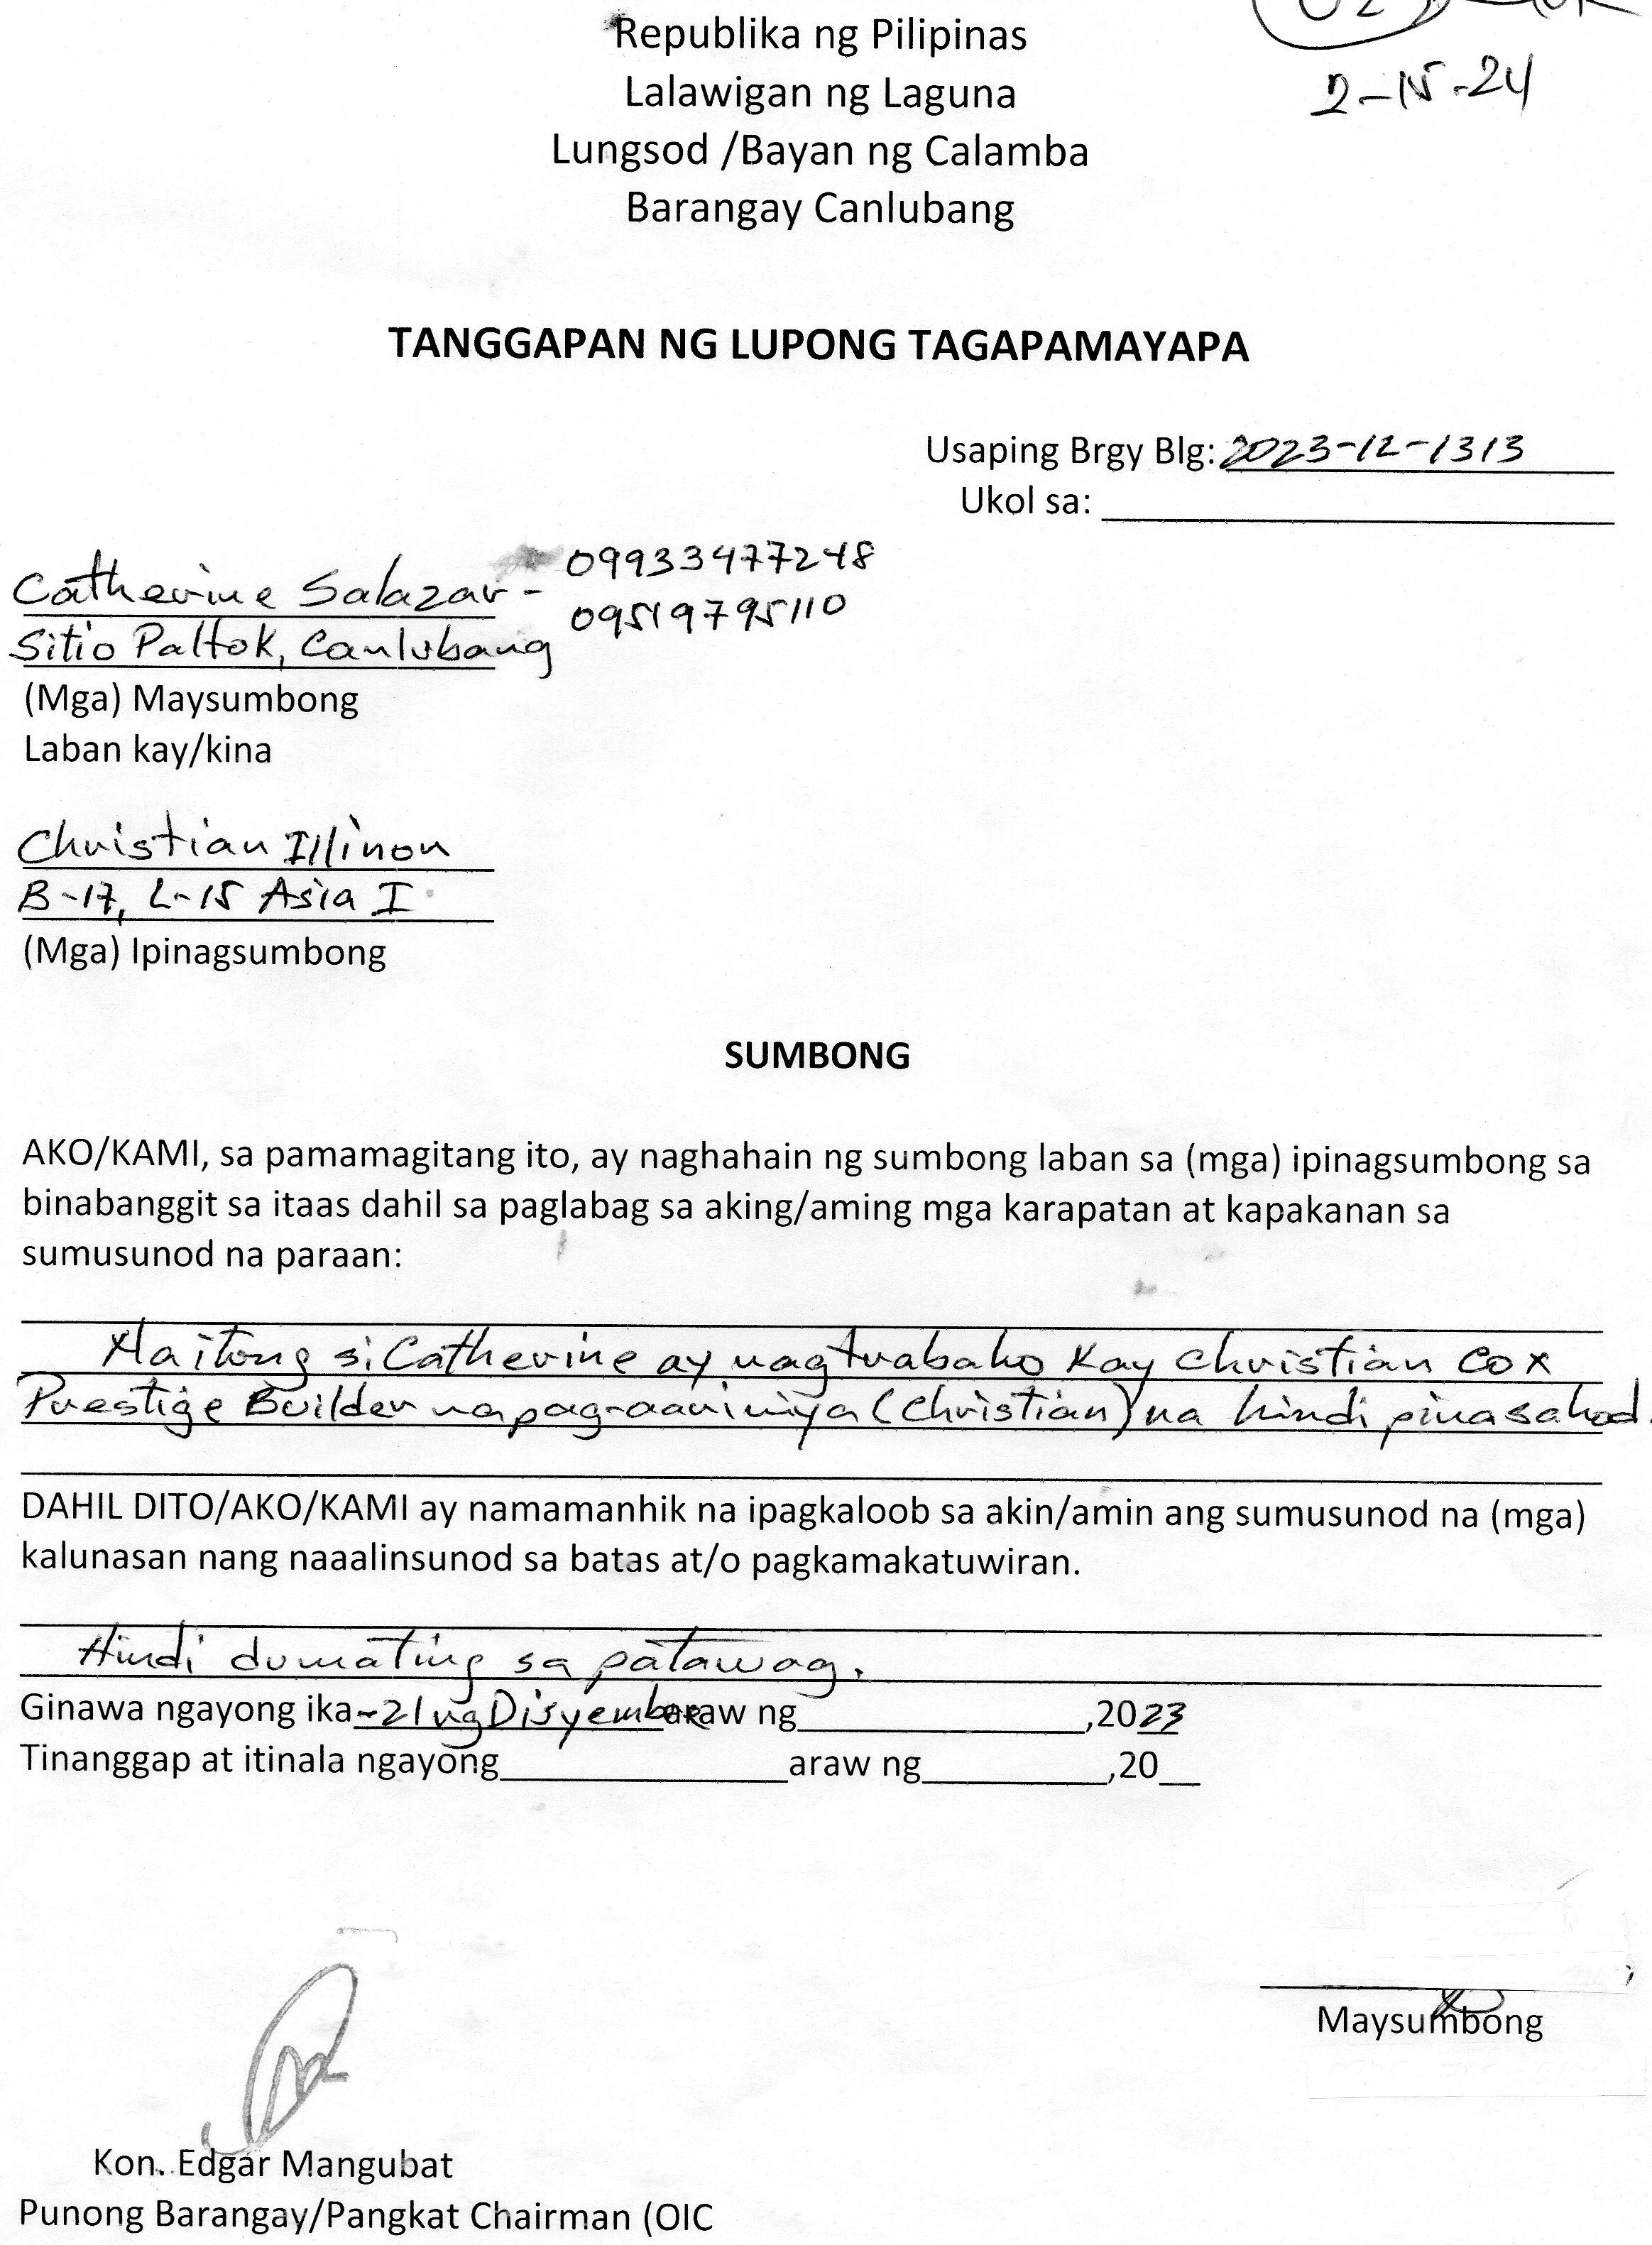 Republika ng Pilipinas
2-15-24
Lalawigan ng Laguna
Lungsod /Bayan ng Calamba
Barangay Canlubang
TANGGAPAN NG LUPONG TAGAPAMAYAPA
Usaping Brgy Blg: 2023-12-1313
Ukol sa:
Catherine Salazar - 09933477248
09519795110
Sitio Paltok, Canlubang
(Mga) Maysumbong
Laban kay/kina
Christian Illinon
B-17, L-15 Asia I
(Mga) Ipinagsumbong
SUMBONG
AKO/KAMI, sa pamamagitang ito, ay naghahain ng sumbong laban sa (mga) ipinagsumbong sa
binabanggit sa itaas dahil sa paglabag sa aking/aming mga karapatan at kapakanan sa
sumusunod na paraan:
Na itong si Catherine ay nagtrabaho kay Christian Cox
Prestige Builder na pag-aari niya (Christian) na hindi pinasahod.
DAHIL DITO/AKO/KAMI ay namamanhik na ipagkaloob sa akin/amin ang sumusunod na (mga)
kalunasan nang naaalinsunod sa batas at/o pagkamakatuwiran.
Hindi dumating sa patawag.
Ginawa ngayong ika-21 ng Disyembre araw ng ,2023
Tinanggap at itinala ngayong araw ng ,20
Maysumbong
Kon. Edgar Mangubat
Punong Barangay/Pangkat Chairman (OIC